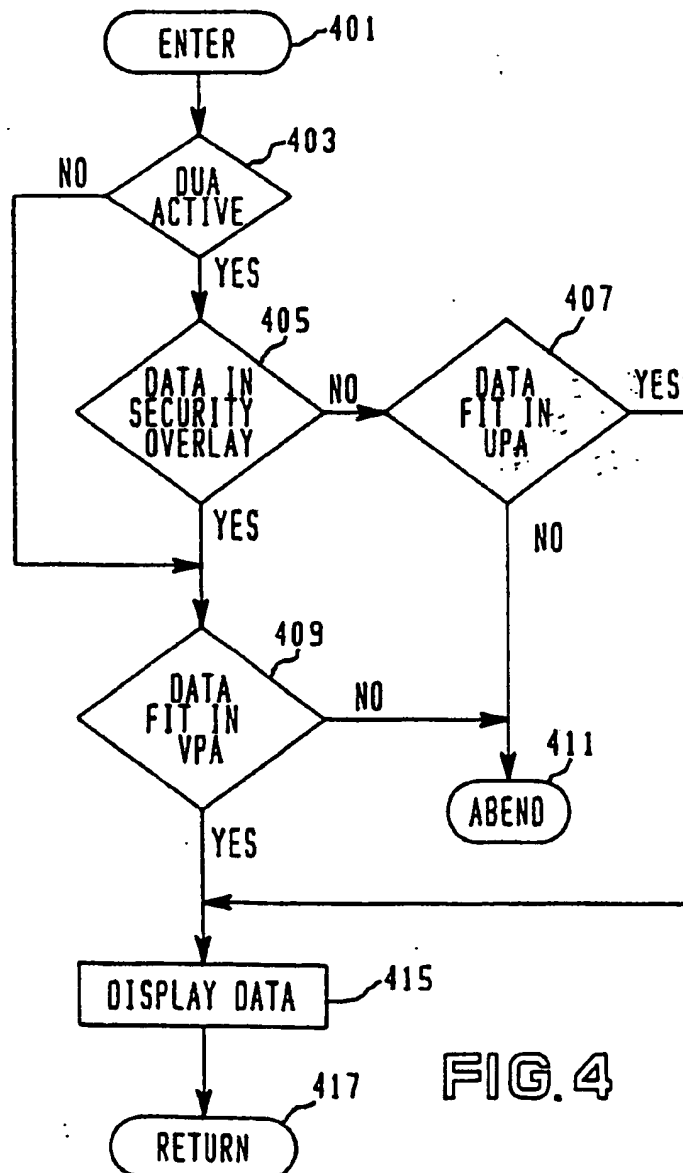 ENTER
401
403
NO
DUA
ACTIVE
YES
405
407
DATA IN
SECURITY
OVERLAY
NO
DATA
FIT IN
UPA
YES
YES
NO
409
DATA
FIT IN
VPA
NO
411
ABEND
YES
DISPLAY DATA
415
FIG. 4
417
RETURN